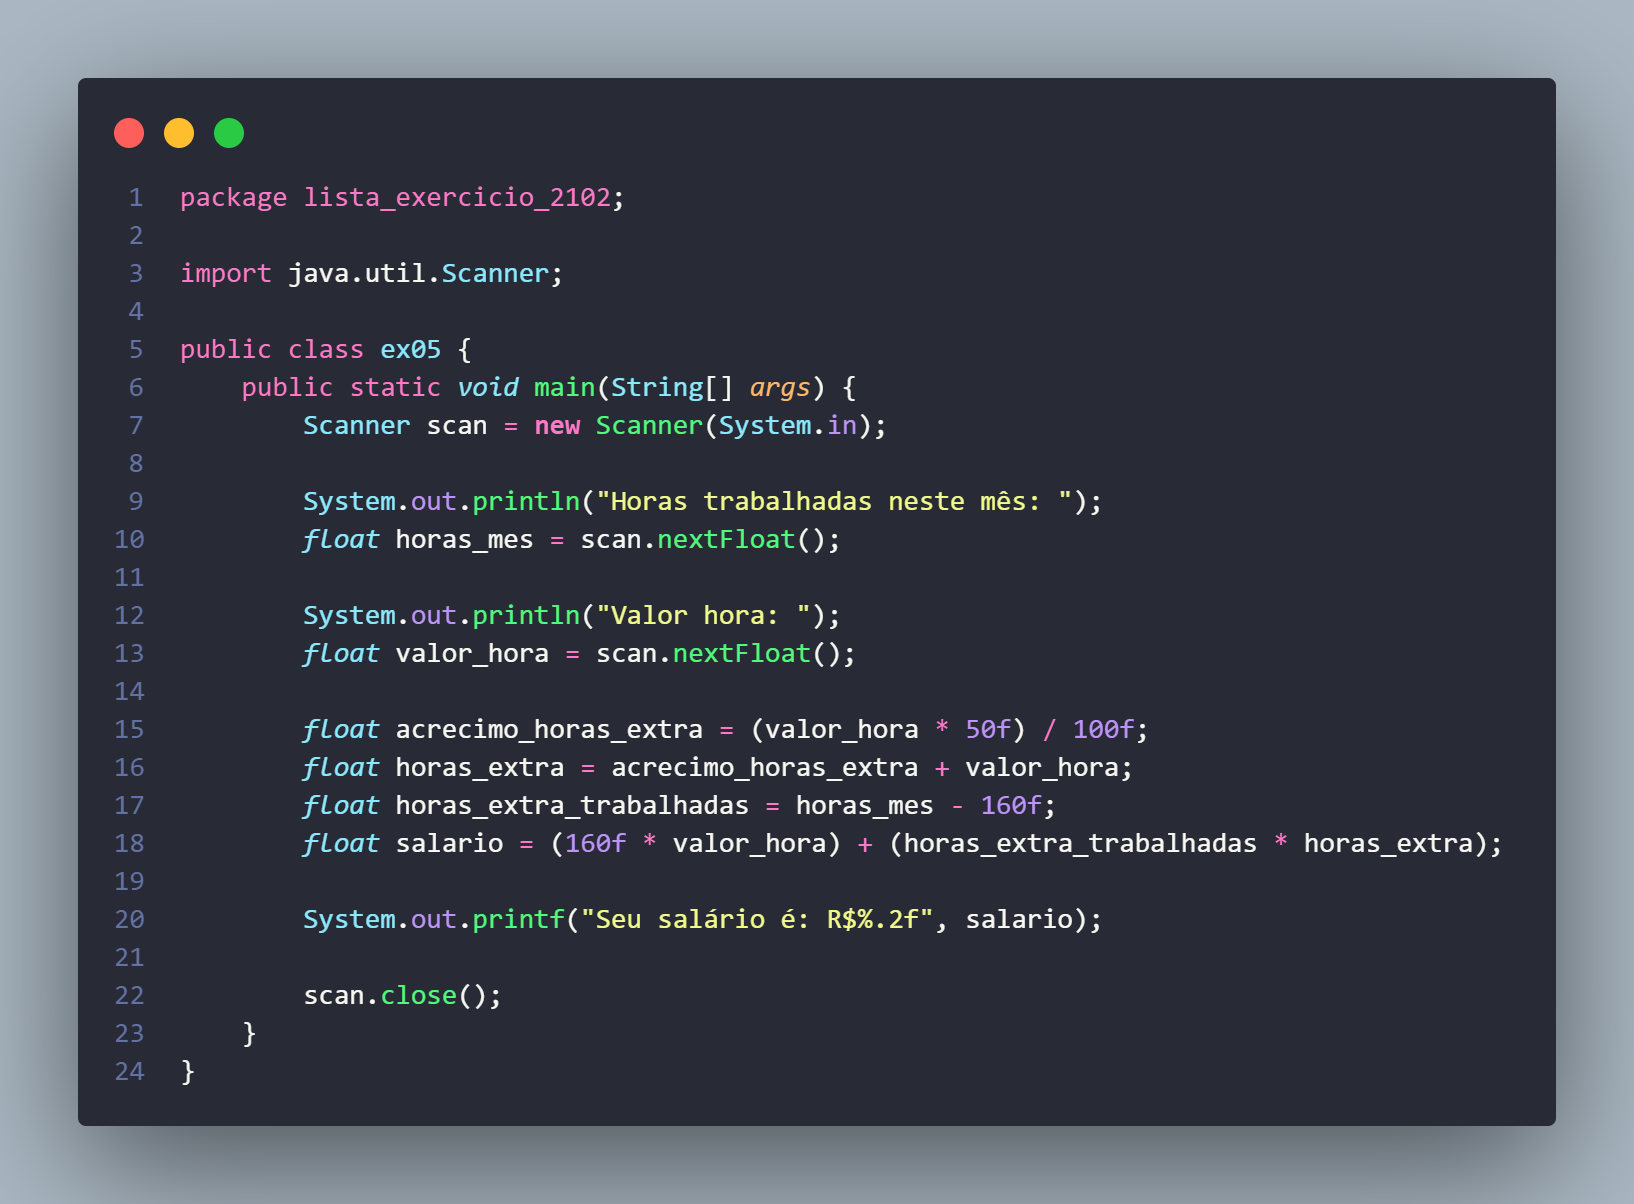 1 package lista_exercicio_2102;
2
3 import java.util.Scanner;
4
5 public class ex05 {
6     public static void main(String[] args) {
7         Scanner scan = new Scanner(System.in);
8
9         System.out.println("Horas trabalhadas neste mês: ");
10         float horas_mes = scan.nextFloat();
11
12         System.out.println("Valor hora: ");
13         float valor_hora = scan.nextFloat();
14
15         float acrecimo_horas_extra = (valor_hora * 50f) / 100f;
16         float horas_extra = acrecimo_horas_extra + valor_hora;
17         float horas_extra_trabalhadas = horas_mes - 160f;
18         float salario = (160f * valor_hora) + (horas_extra_trabalhadas * horas_extra);
19
20         System.out.printf("Seu salário é: R$%.2f", salario);
21
22         scan.close();
23     }
24 }